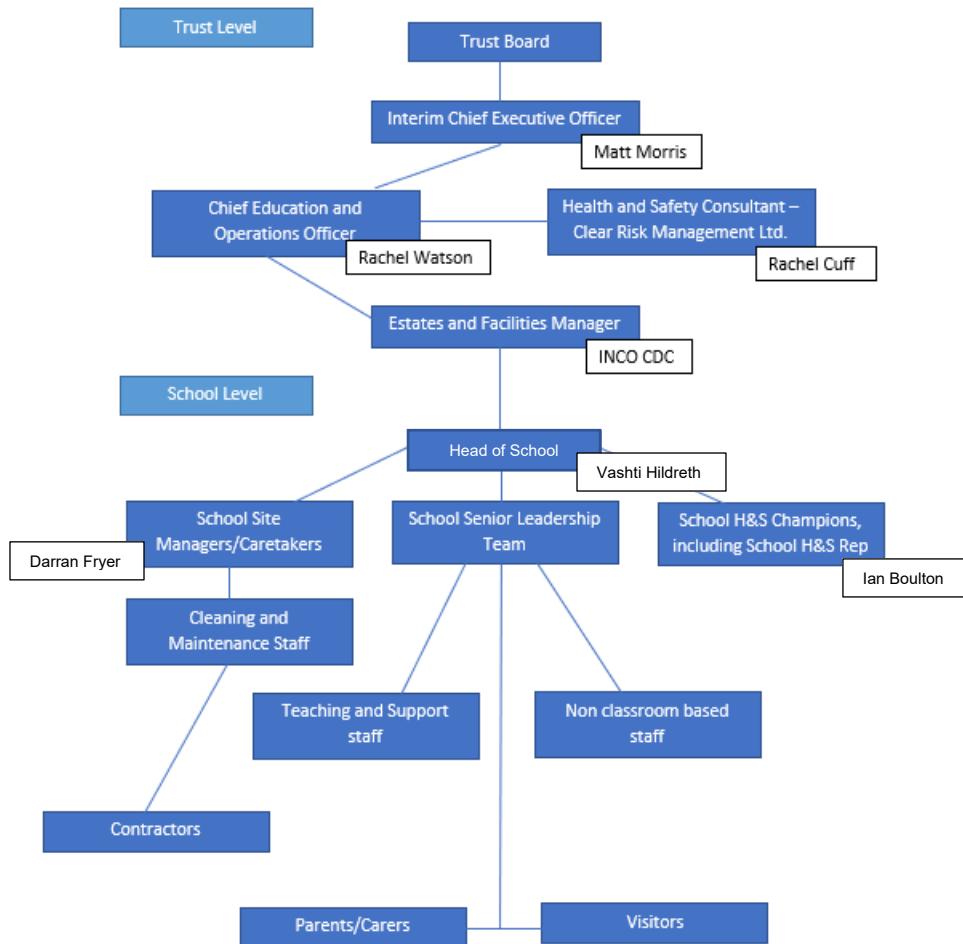 Trust Level
Trust Board
Interim Chief Executive Officer
Matt Morris
Chief Education and
Operations Officer
Rachel Watson
Health and Safety Consultant –
Clear Risk Management Ltd.
Rachel Cuff
Estates and Facilities Manager
INCO CDC
School Level
Head of School
Vashti Hildreth
School Site
Managers/Caretakers
Darran Fryer
School Senior Leadership
Team
School H&S Champions,
including School H&S Rep
Ian Boulton
Cleaning and
Maintenance Staff
Teaching and Support
staff
Non classroom based
staff
Contractors
Parents/Carers
Visitors